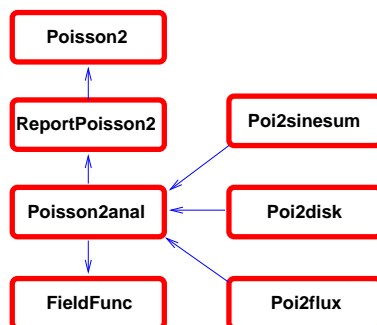 Poisson2
ReportPoisson2
Poi2sinesum
Poisson2anal
Poi2disk
FieldFunc
Poi2flux